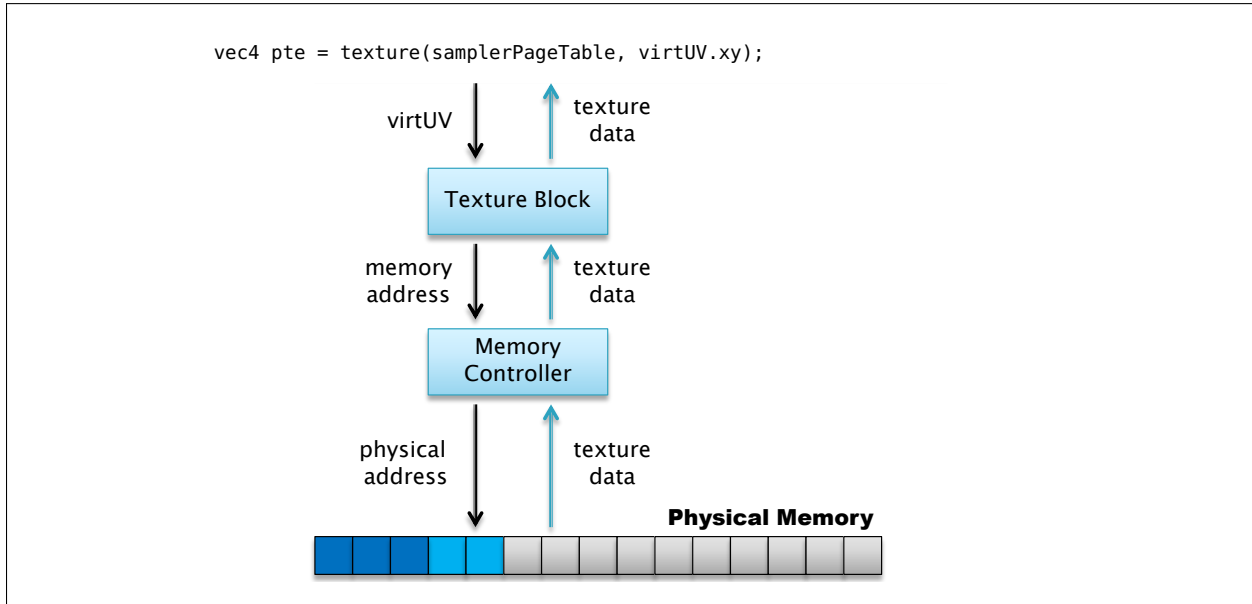 vec4 pte = texture(samplerPageTable, virtUV.xy);
virtUV
texture
data
Texture Block
memory
address
texture
data
Memory
Controller
physical
address
texture
data
Physical Memory